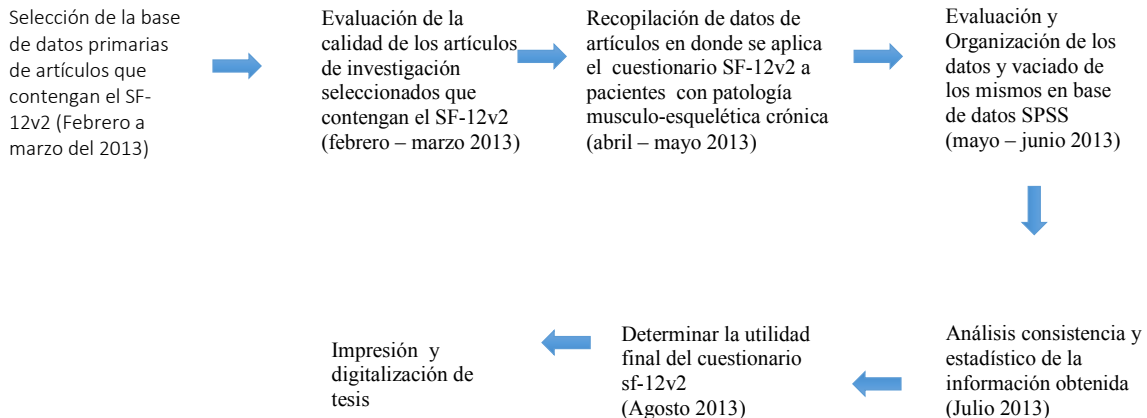 Selección de la base
de datos primarias
de artículos que
contengan el SF-
12v2 (Febrero a
marzo del 2013)
Evaluación de la
calidad de los artículos
de investigación
seleccionados que
contengan el SF-12v2
(febrero – marzo 2013)
Recopilación de datos de
artículos en donde se aplica
el cuestionario SF-12v2 a
pacientes con patología
musculo-esquelética crónica
(abril – mayo 2013)
Evaluación y
Organización de los
datos y vaciado de
los mismos en base
de datos SPSS
(mayo – junio 2013)
Análisis consistencia y
estadístico de la
información obtenida
(Julio 2013)
Determinar la utilidad
final del cuestionario
sf-12v2
(Agosto 2013)
Impresión y
digitalización de
tesis